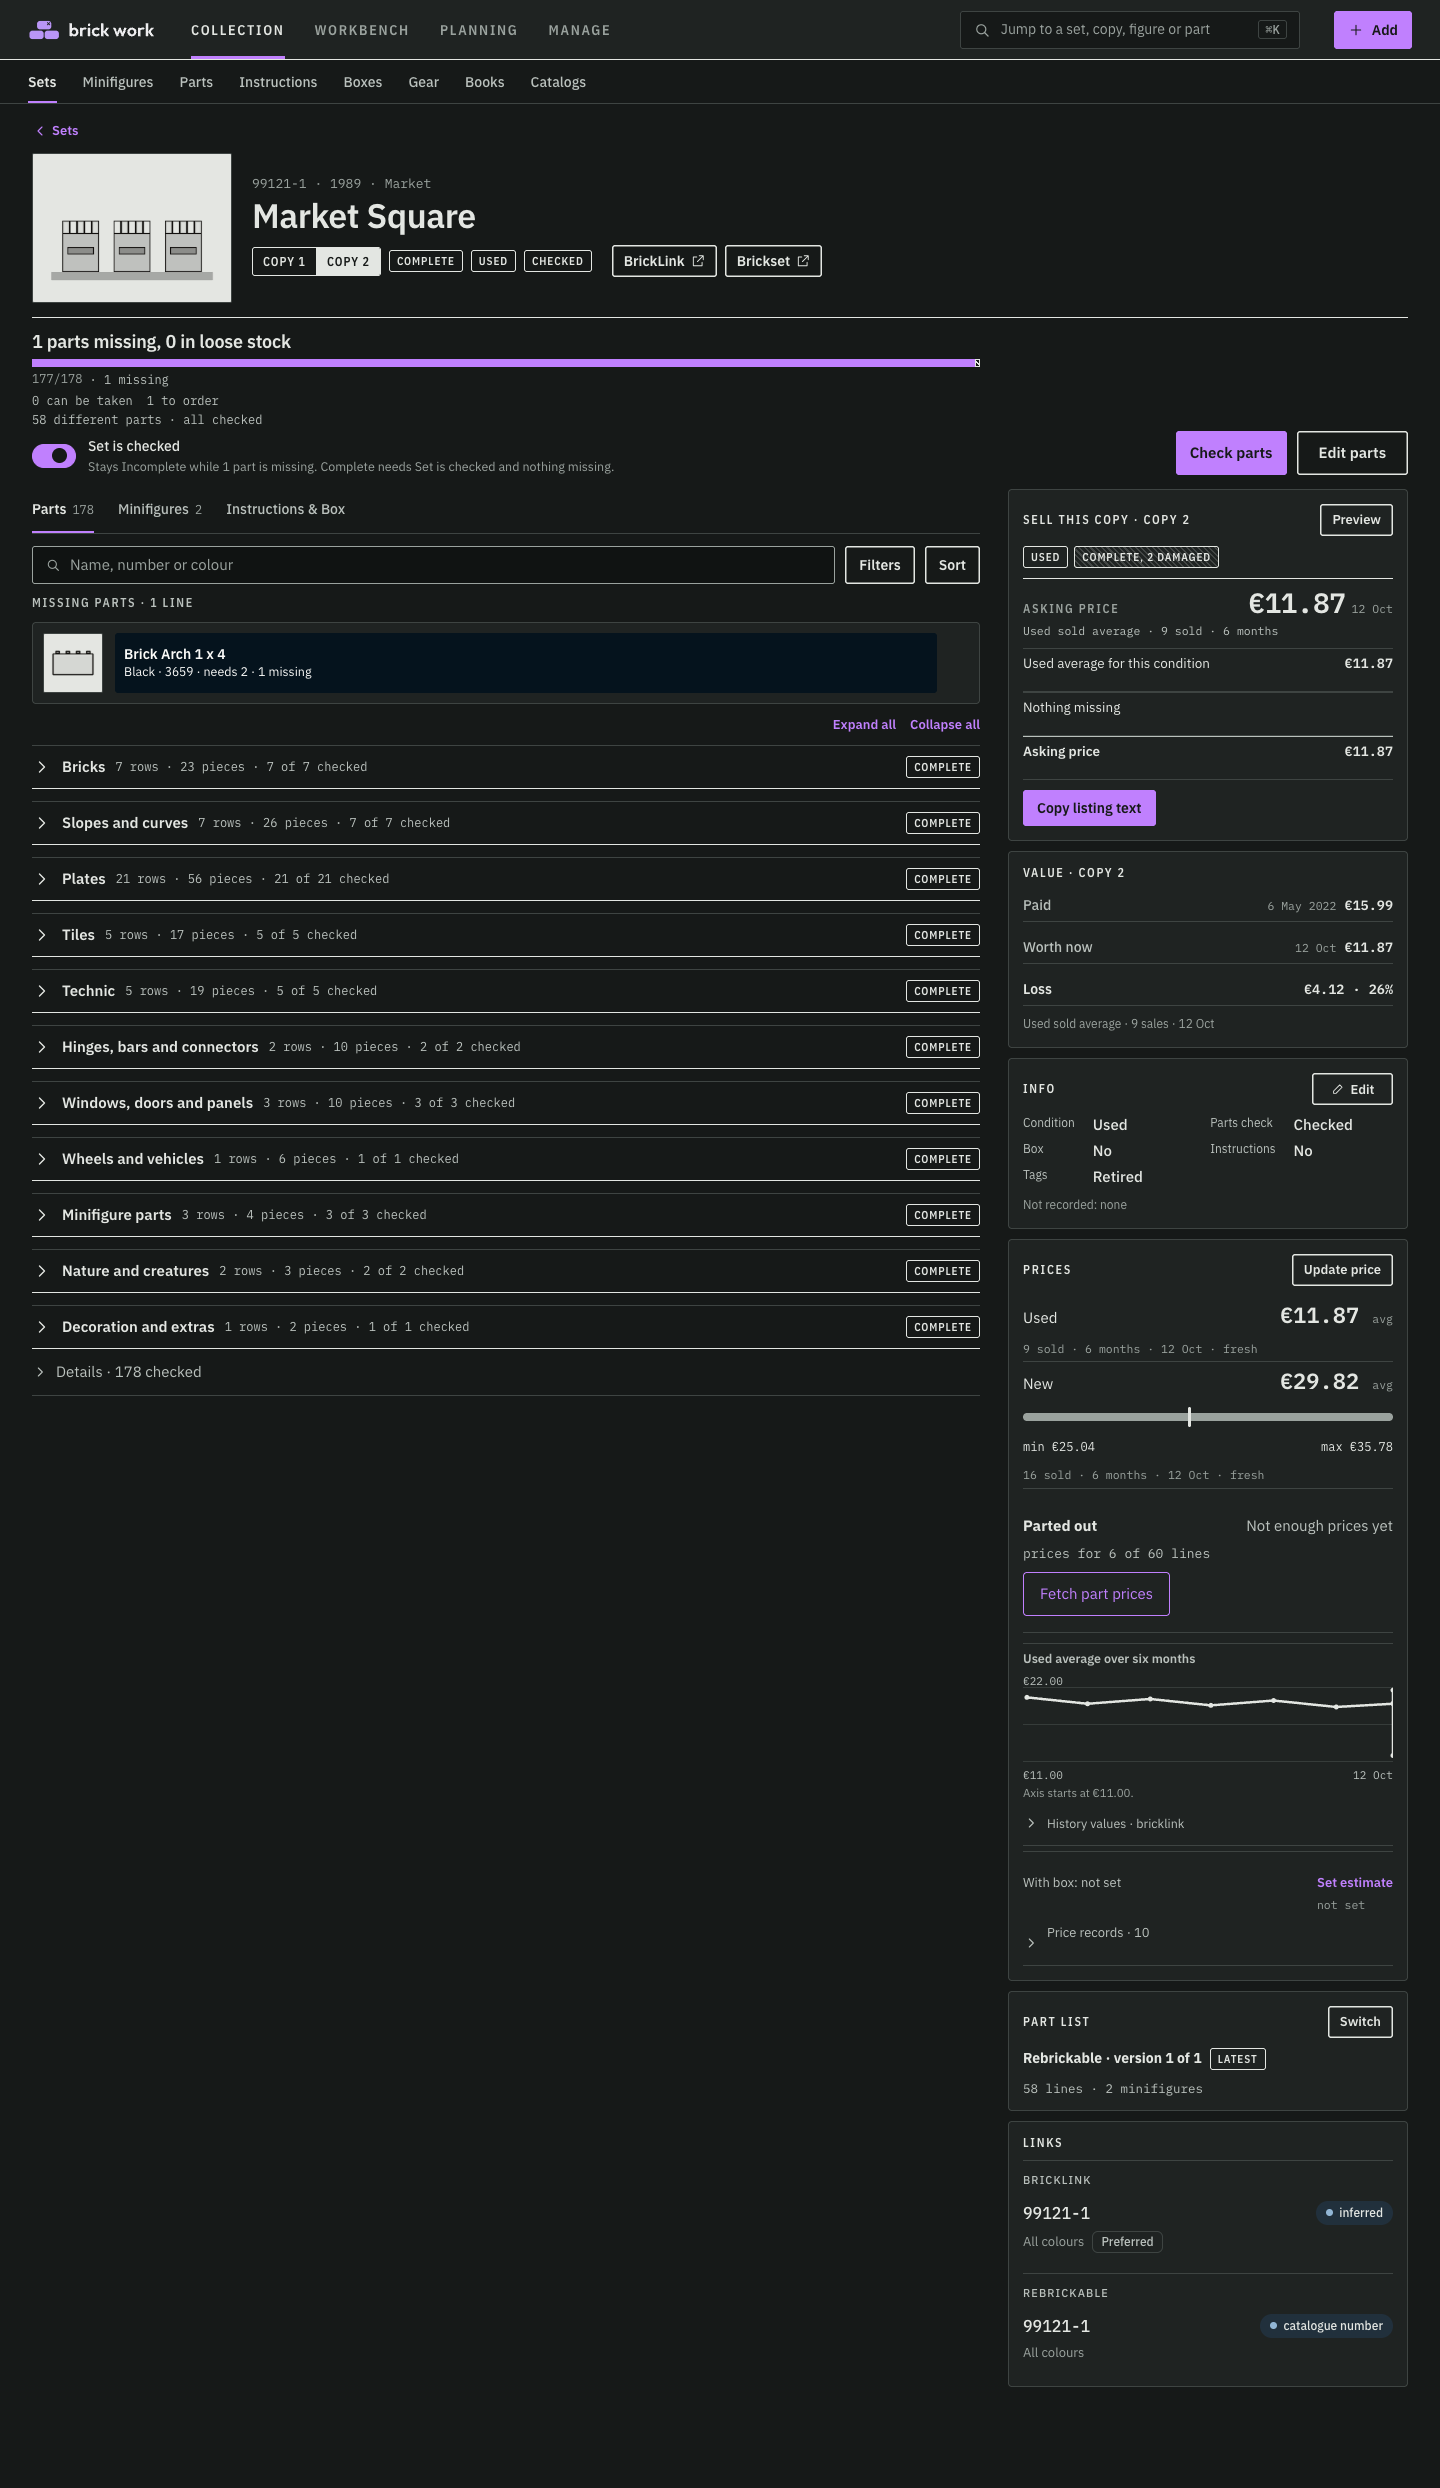 brick work
COLLECTION WORKBENCH PLANNING MANAGE
Jump to a set, copy, figure or part ⌘K
+ Add
Sets Minifigures Parts Instructions Boxes Gear Books Catalogs
Sets
99121-1 · 1989 · Market
Market Square
COPY 1 COPY 2 COMPLETE USED CHECKED BrickLink Brickset
1 parts missing, 0 in loose stock
177/178 · 1 missing
0 can be taken 1 to order
58 different parts · all checked
Set is checked
Stays Incomplete while 1 part is missing. Complete needs Set is checked and nothing missing.
Check parts Edit parts
Parts 178 Minifigures 2 Instructions & Box
Name, number or colour
Filters Sort
MISSING PARTS · 1 LINE
Brick Arch 1 x 4
Black · 3659 · needs 2 · 1 missing
Expand all Collapse all
Bricks 7 rows · 23 pieces · 7 of 7 checked COMPLETE
Slopes and curves 7 rows · 26 pieces · 7 of 7 checked COMPLETE
Plates 21 rows · 56 pieces · 21 of 21 checked COMPLETE
Tiles 5 rows · 17 pieces · 5 of 5 checked COMPLETE
Technic 5 rows · 19 pieces · 5 of 5 checked COMPLETE
Hinges, bars and connectors 2 rows · 10 pieces · 2 of 2 checked COMPLETE
Windows, doors and panels 3 rows · 10 pieces · 3 of 3 checked COMPLETE
Wheels and vehicles 1 rows · 6 pieces · 1 of 1 checked COMPLETE
Minifigure parts 3 rows · 4 pieces · 3 of 3 checked COMPLETE
Nature and creatures 2 rows · 3 pieces · 2 of 2 checked COMPLETE
Decoration and extras 1 rows · 2 pieces · 1 of 1 checked COMPLETE
Details · 178 checked
SELL THIS COPY · COPY 2 Preview
USED COMPLETE, 2 DAMAGED
ASKING PRICE €11.87 12 Oct
Used sold average · 9 sold · 6 months
Used average for this condition €11.87
Nothing missing
Asking price €11.87
Copy listing text
VALUE · COPY 2
Paid 6 May 2022 €15.99
Worth now 12 Oct €11.87
Loss €4.12 · 26%
Used sold average · 9 sales · 12 Oct
INFO Edit
Condition Used Parts check Checked
Box No Instructions No
Tags Retired
Not recorded: none
PRICES Update price
Used €11.87 avg
9 sold · 6 months · 12 Oct · fresh
New €29.82 avg
min €25.04 max €35.78
16 sold · 6 months · 12 Oct · fresh
Parted out Not enough prices yet
prices for 6 of 60 lines
Fetch part prices
Used average over six months
€22.00
€11.00 12 Oct
Axis starts at €11.00.
History values · bricklink
With box: not set Set estimate
not set
Price records · 10
PART LIST Switch
Rebrickable · version 1 of 1 LATEST
58 lines · 2 minifigures
LINKS
BRICKLINK
99121-1 inferred
All colours Preferred
REBRICKABLE
99121-1 catalogue number
All colours